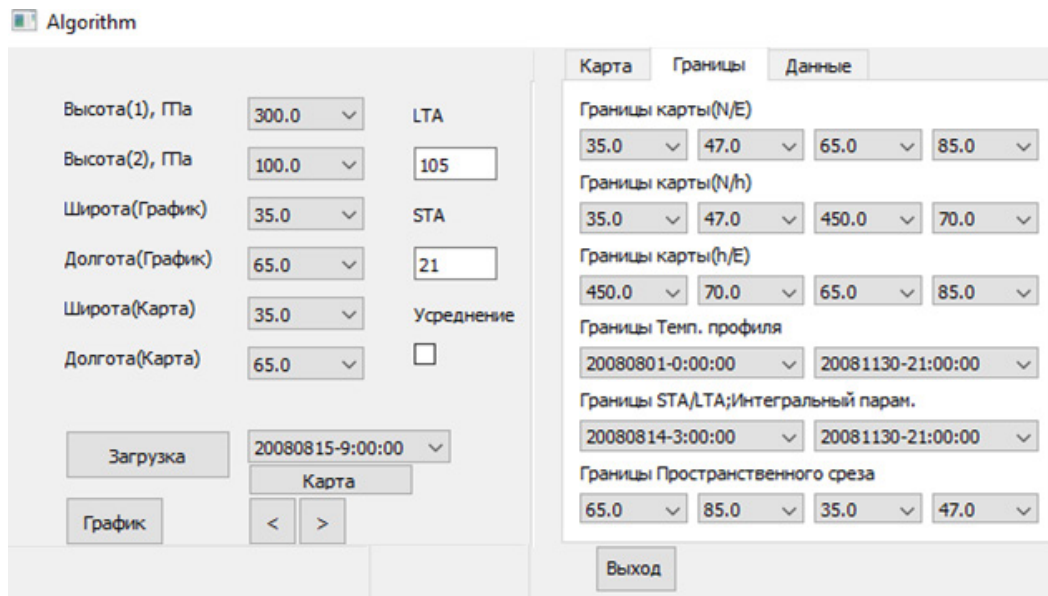 Algorithm
Высота(1), ГПа 300.0 LTA
Высота(2), ГПа 100.0 105
Широта(График) 35.0 STA
Долгота(График) 65.0 21
Широта(Карта) 35.0 Усреднение
Долгота(Карта) 65.0
Загрузка 20080815-9:00:00
Карта
График < >
Карта Границы Данные
Границы карты(N/E)
35.0 47.0 65.0 85.0
Границы карты(N/h)
35.0 47.0 450.0 70.0
Границы карты(h/E)
450.0 70.0 65.0 85.0
Границы Темп. профиля
20080801-0:00:00 20081130-21:00:00
Границы STA/LTA;Интегральный парам.
20080814-3:00:00 20081130-21:00:00
Границы Пространственного среза
65.0 85.0 35.0 47.0
Выход